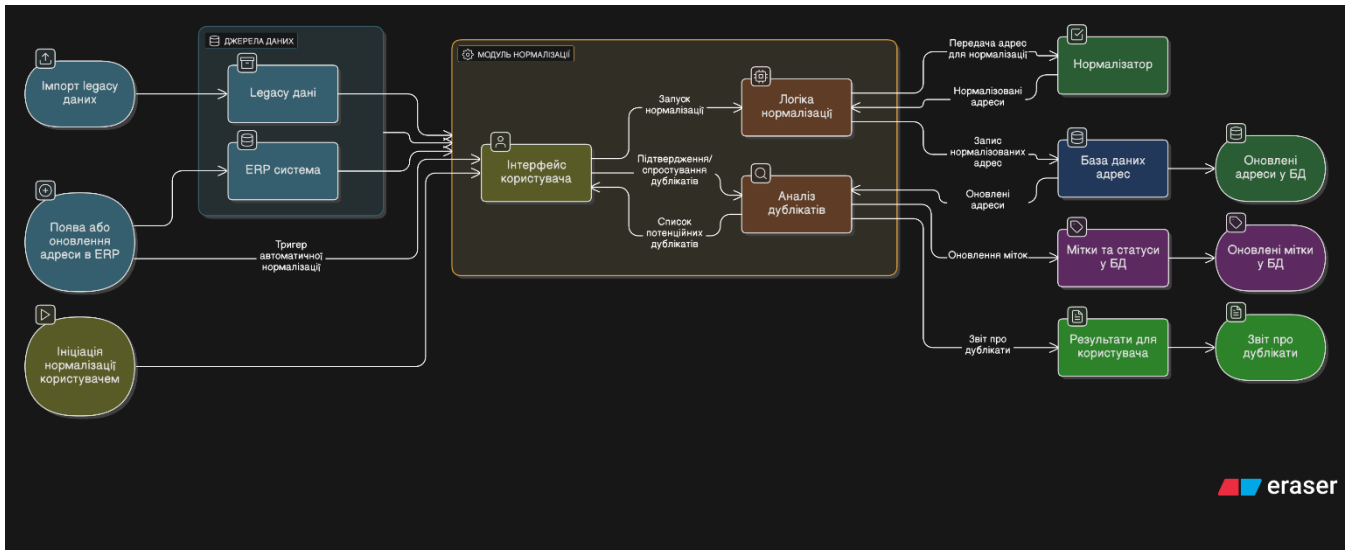 Імпорт legacy
даних
ДЖЕРЕЛА ДАНИХ
Legacy дані
ERP система
Поява або
оновлення
адреси в ERP
Тригер
автоматичної
нормалізації
Ініціація
нормалізації
користувачем
МОДУЛЬ НОРМАЛІЗАЦІЇ
Інтерфейс
користувача
Запуск
нормалізації
Підтвердження/
спростування
дублікатів
Список
потенційних
дублікатів
Логіка
нормалізації
Аналіз
дублікатів
Передача адрес
для нормалізації
Нормалізовані
адреси
Запис
нормалізованих
адрес
Оновлені
адреси
Оновлення міток
Звіт про
дублікати
Нормалізатор
База даних
адрес
Мітки та статуси
у БД
Результати для
користувача
Оновлені
адреси у БД
Оновлені мітки
у БД
Звіт про
дублікати
eraser